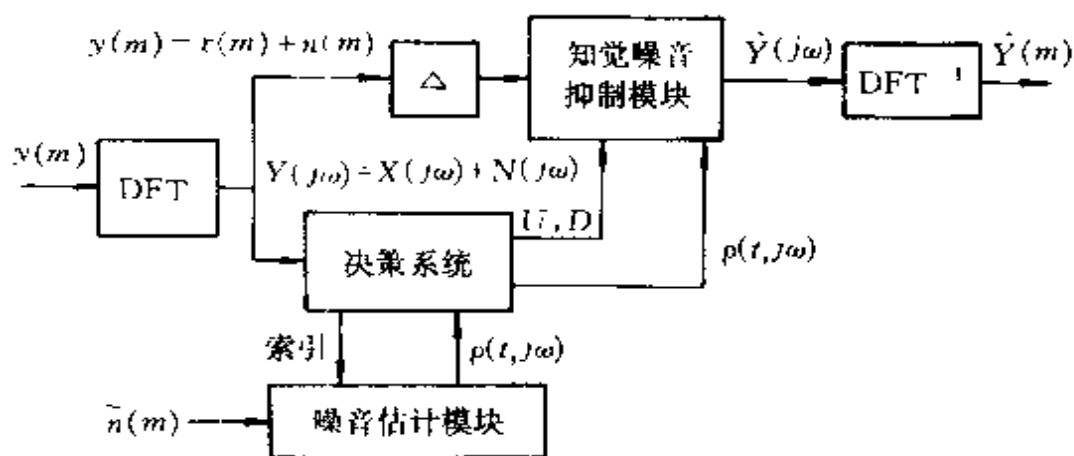 y(m) = r(m) + n(m)
Δ
知觉噪音
抑制模块
Ŷ(jω)
DFT⁻¹
Ŷ(m)
y(m)
DFT
Y(jω) = X(jω) + N(jω)
U, D
决策系统
ρ(t,jω)
索引
ρ(t,jω)
n̄(m)
噪音估计模块